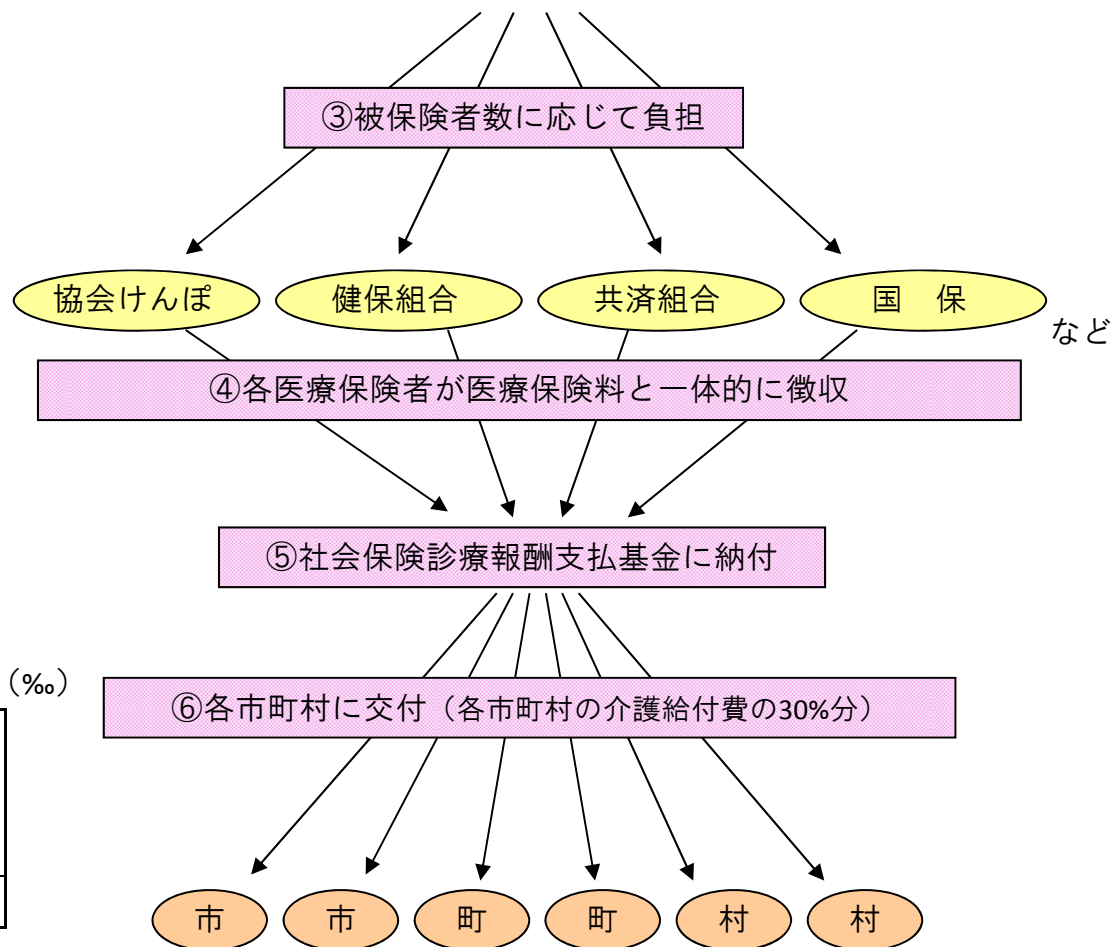 ③被保険者数に応じて負担
協会けんぽ
健保組合
共済組合
国　保
など
④各医療保険者が医療保険料と一体的に徴収
⑤社会保険診療報酬支払基金に納付
（‰）
⑥各市町村に交付（各市町村の介護給付費の30%分）
市
市
町
町
村
村